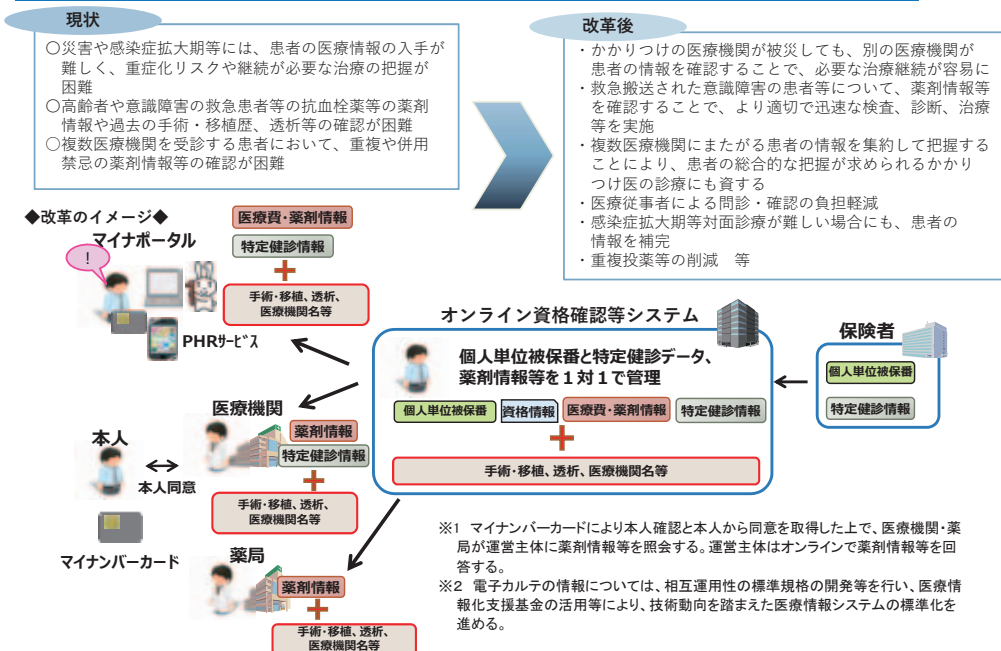 現状
○災害や感染症拡大期等には、患者の医療情報の入手が
難しく、重症化リスクや継続が必要な治療の把握が
困難
○高齢者や意識障害の救急患者等の抗血栓薬等の薬剤
情報や過去の手術・移植歴、透析等の確認が困難
○複数医療機関を受診する患者において、重複や併用
禁忌の薬剤情報等の確認が困難
改革後
・かかりつけの医療機関が被災しても、別の医療機関が
患者の情報を確認することで、必要な治療継続が容易に
・救急搬送された意識障害の患者等について、薬剤情報等
を確認することで、より適切で迅速な検査、診断、治療
等を実施
・複数医療機関にまたがる患者の情報を集約して把握する
ことにより、患者の総合的な把握が求められるかかり
つけ医の診療にも資する
・医療従事者による問診・確認の負担軽減
・感染症拡大期等対面診療が難しい場合にも、患者の
情報を補完
・重複投薬等の削減　等
◆改革のイメージ◆
マイナポータル
!
PHRｻｰﾋﾞｽ
医療費・薬剤情報
特定健診情報
+
手術・移植、透析、
医療機関名等
オンライン資格確認等システム
個人単位被保番と特定健診データ、
薬剤情報等を１対１で管理
個人単位被保番
資格情報
医療費・薬剤情報
特定健診情報
+
手術・移植、透析、医療機関名等
保険者
個人単位被保番
特定健診情報
医療機関
薬剤情報
特定健診情報
+
手術・移植、透析、
医療機関名等
本人
本人同意
マイナンバーカード
薬局
薬剤情報
+
手術・移植、透析、
医療機関名等
※1　マイナンバーカードにより本人確認と本人から同意を取得した上で、医療機関・薬
局が運営主体に薬剤情報等を照会する。運営主体はオンラインで薬剤情報等を回
答する。
※2　電子カルテの情報については、相互運用性の標準規格の開発等を行い、医療情
報化支援基金の活用等により、技術動向を踏まえた医療情報システムの標準化を
進める。